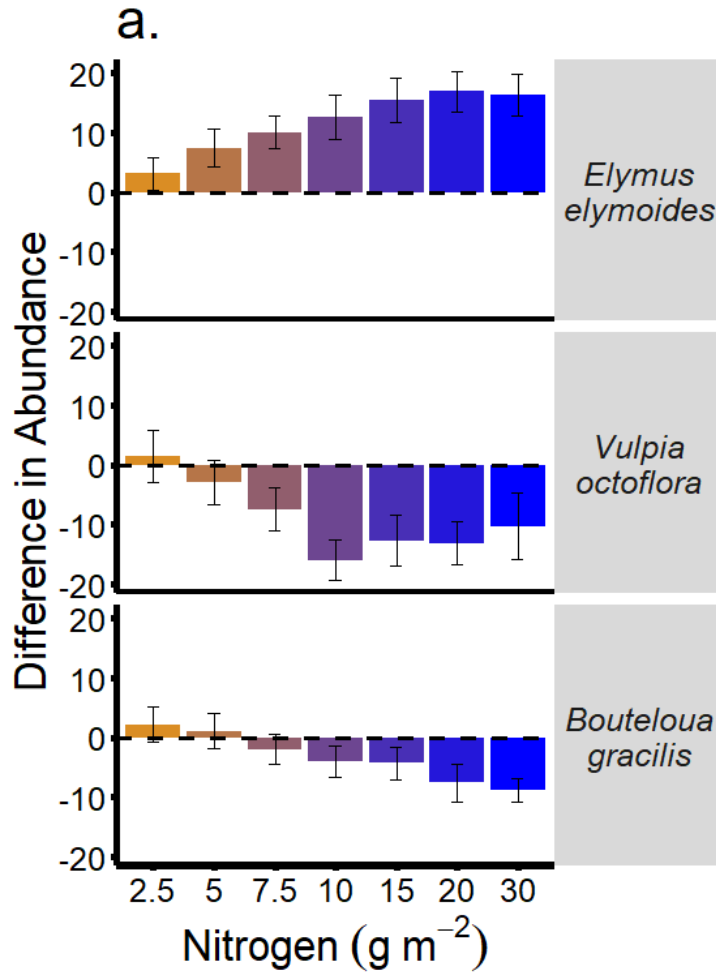 a.
Difference in Abundance
20
10
0
-10
-20
Elymus
elymoides
20
10
0
-10
-20
Vulpia
octoflora
20
10
0
-10
-20
Bouteloua
gracilis
2.5 5 7.5 10 15 20 30
Nitrogen (g m⁻²)